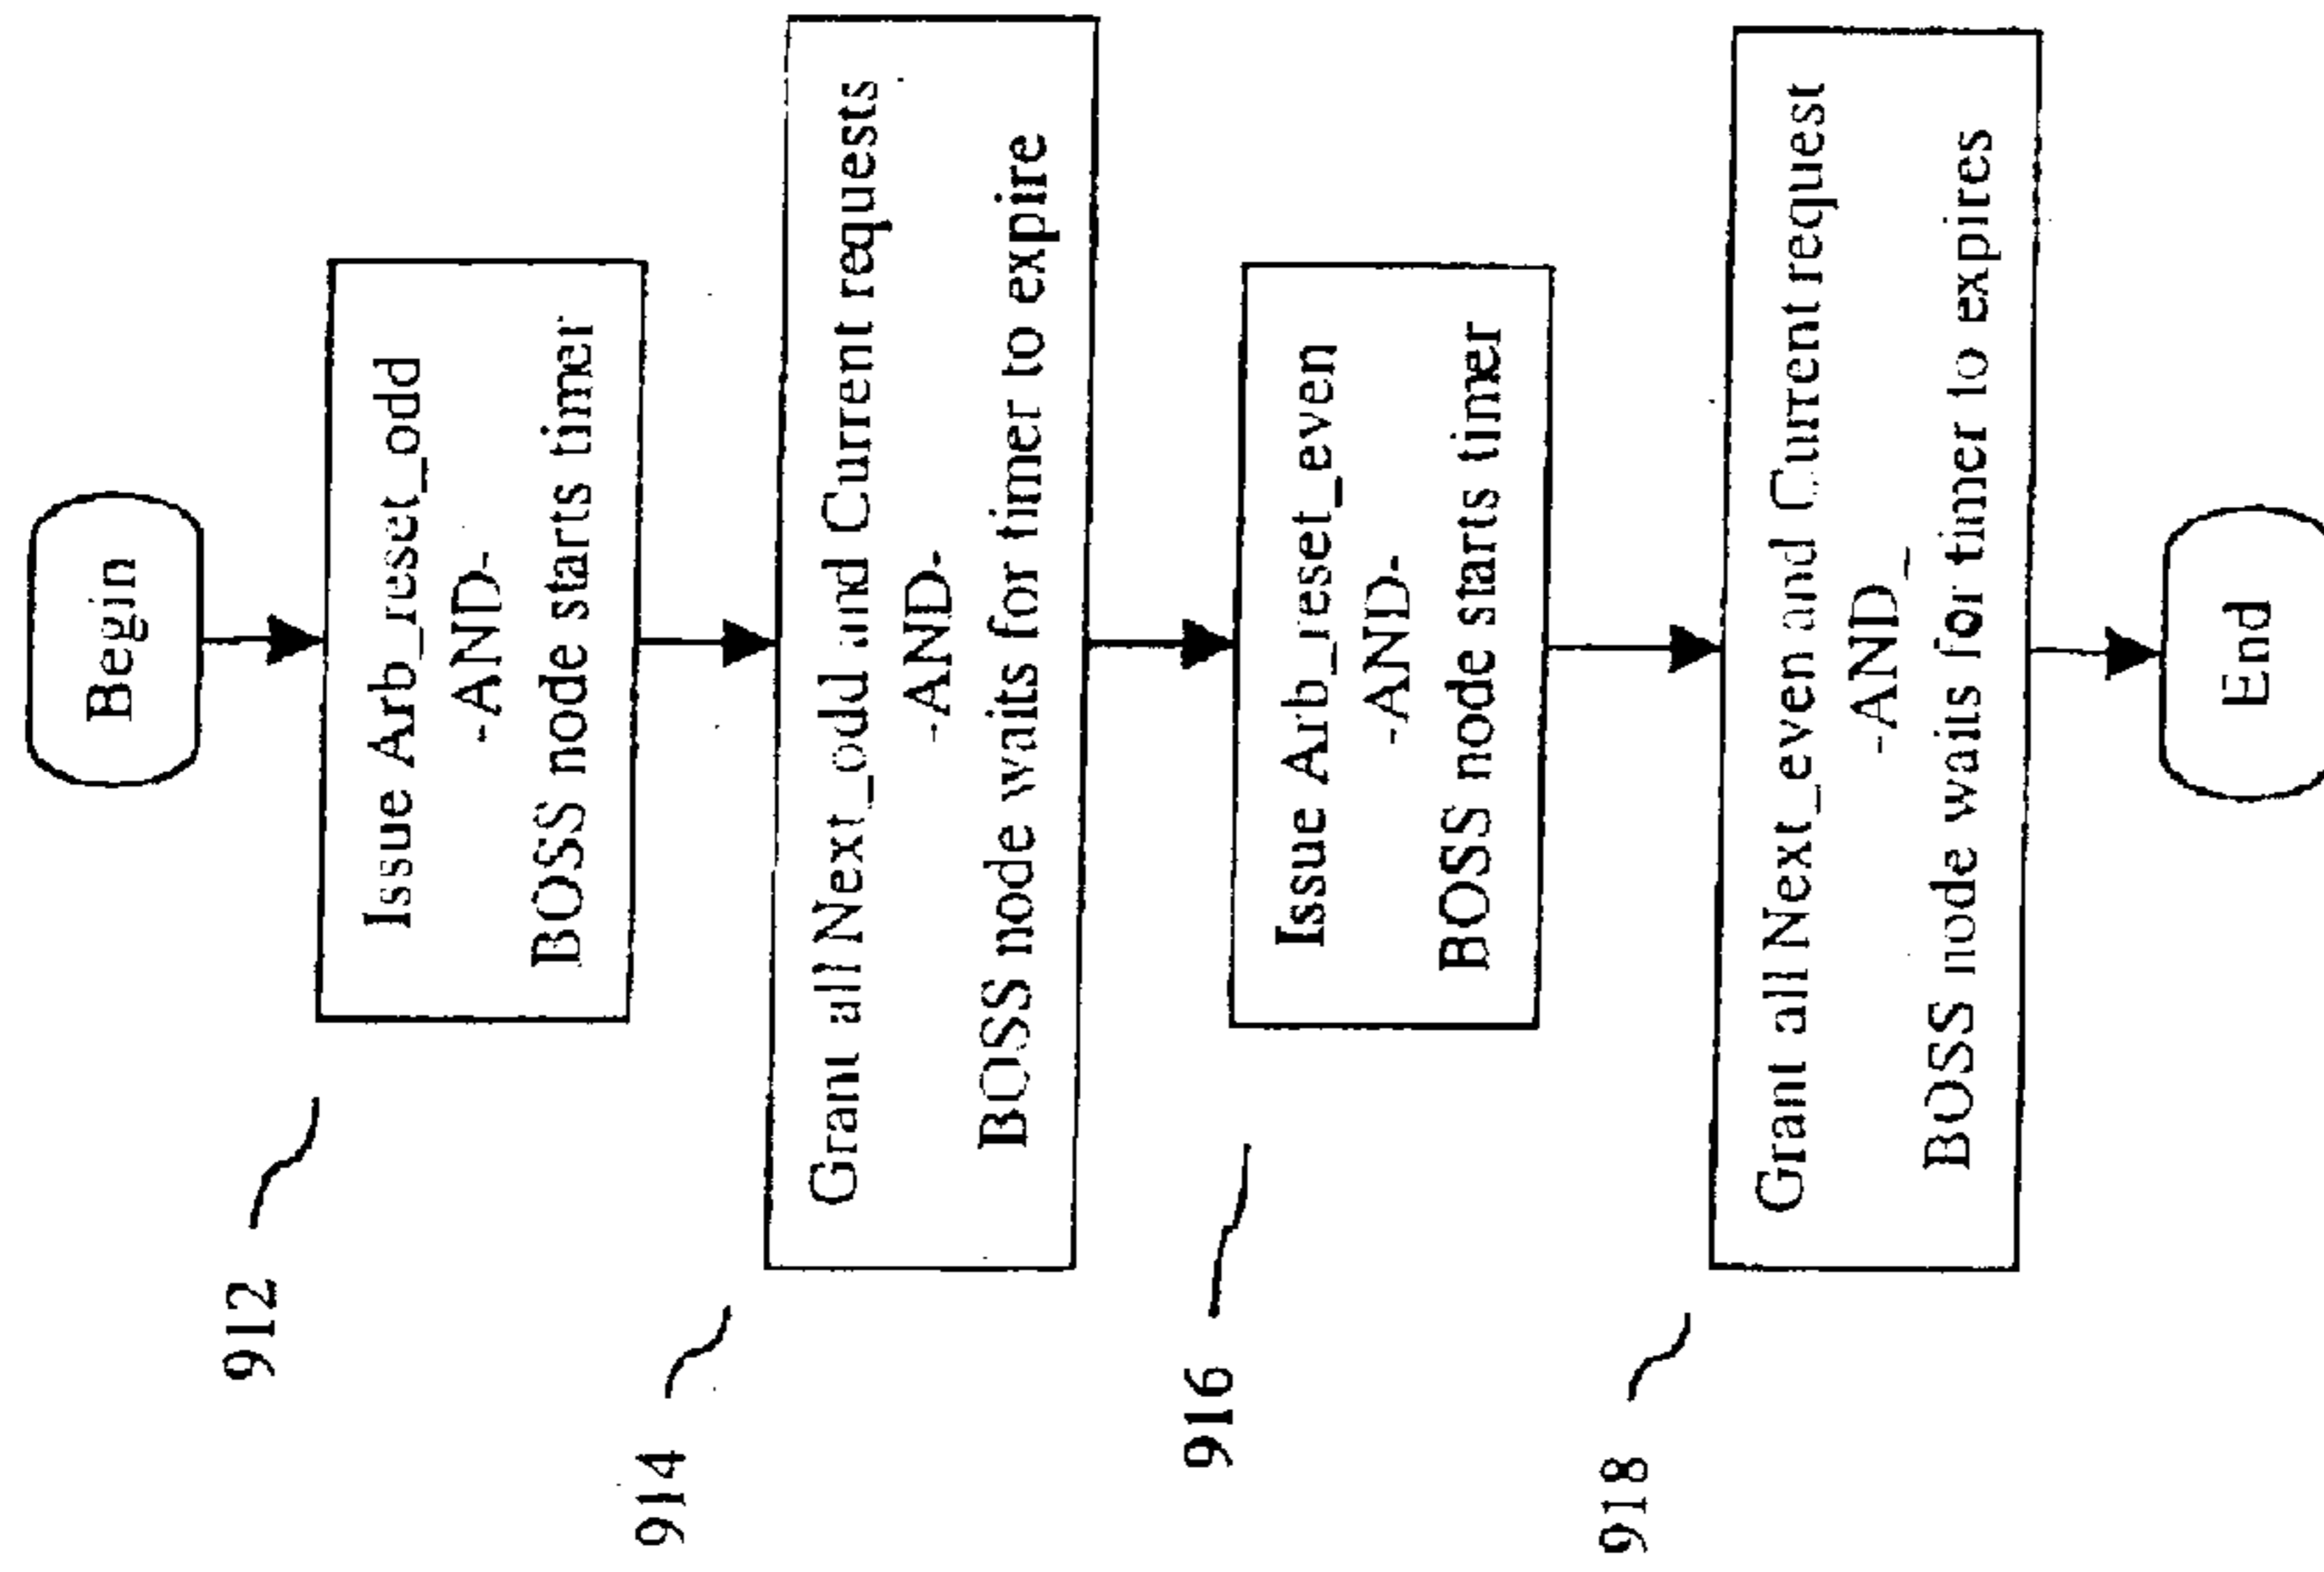 Begin
912
Issue Arb_reset_odd
-AND-
BOSS node starts timer
914
Grant all Next_odd and Current requests
-AND-
BOSS node waits for timer to expire
916
Issue Arb_reset_even
-AND-
BOSS node starts timer
918
Grant all Next_even and Current request
-AND_
BOSS node waits for timer to expires
End